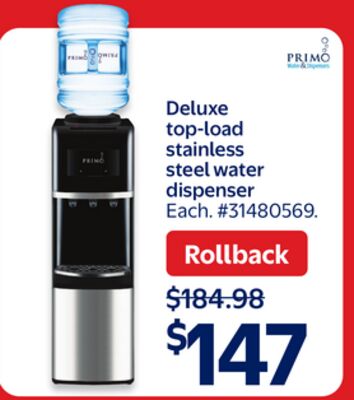 PRIMO
PRIMO
Water & Dispensers
Deluxe
top-load
stainless
steel water
dispenser
Each. #31480569.
PRIMO
Rollback
$184.98
$147